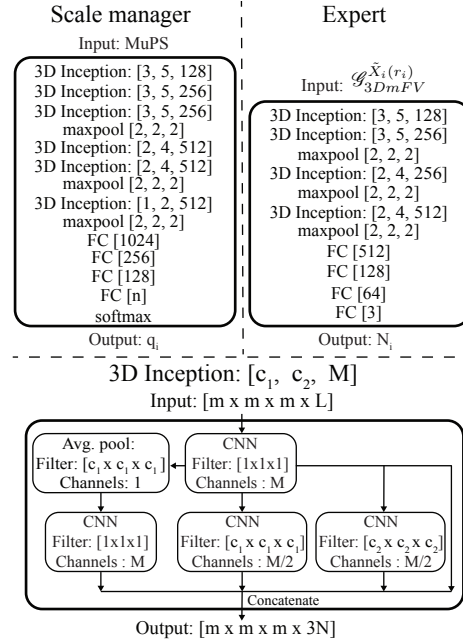 Scale manager
Input: MuPS
3D Inception: [3, 5, 128]
3D Inception: [3, 5, 256]
3D Inception: [3, 5, 256]
maxpool [2, 2, 2]
3D Inception: [2, 4, 512]
3D Inception: [2, 4, 512]
maxpool [2, 2, 2]
3D Inception: [1, 2, 512]
maxpool [2, 2, 2]
FC [1024]
FC [256]
FC [128]
FC [n]
softmax
Output: q_i
Expert
Input: 𝒢^{X̃_i(r_i)}_{3DmFV}
3D Inception: [3, 5, 128]
3D Inception: [3, 5, 256]
maxpool [2, 2, 2]
3D Inception: [2, 4, 256]
maxpool [2, 2, 2]
3D Inception: [2, 4, 512]
maxpool [2, 2, 2]
FC [512]
FC [128]
FC [64]
FC [3]
Output: N_i
3D Inception: [c_1, c_2, M]
Input: [m x m x m x L]
Avg. pool:
Filter: [c_1 x c_1 x c_1]
Channels: 1
CNN
Filter: [1x1x1]
Channels : M
CNN
Filter: [1x1x1]
Channels : M
CNN
Filter: [c_1 x c_1 x c_1]
Channels : M/2
CNN
Filter: [c_2 x c_2 x c_2]
Channels : M/2
Concatenate
Output: [m x m x m x 3N]